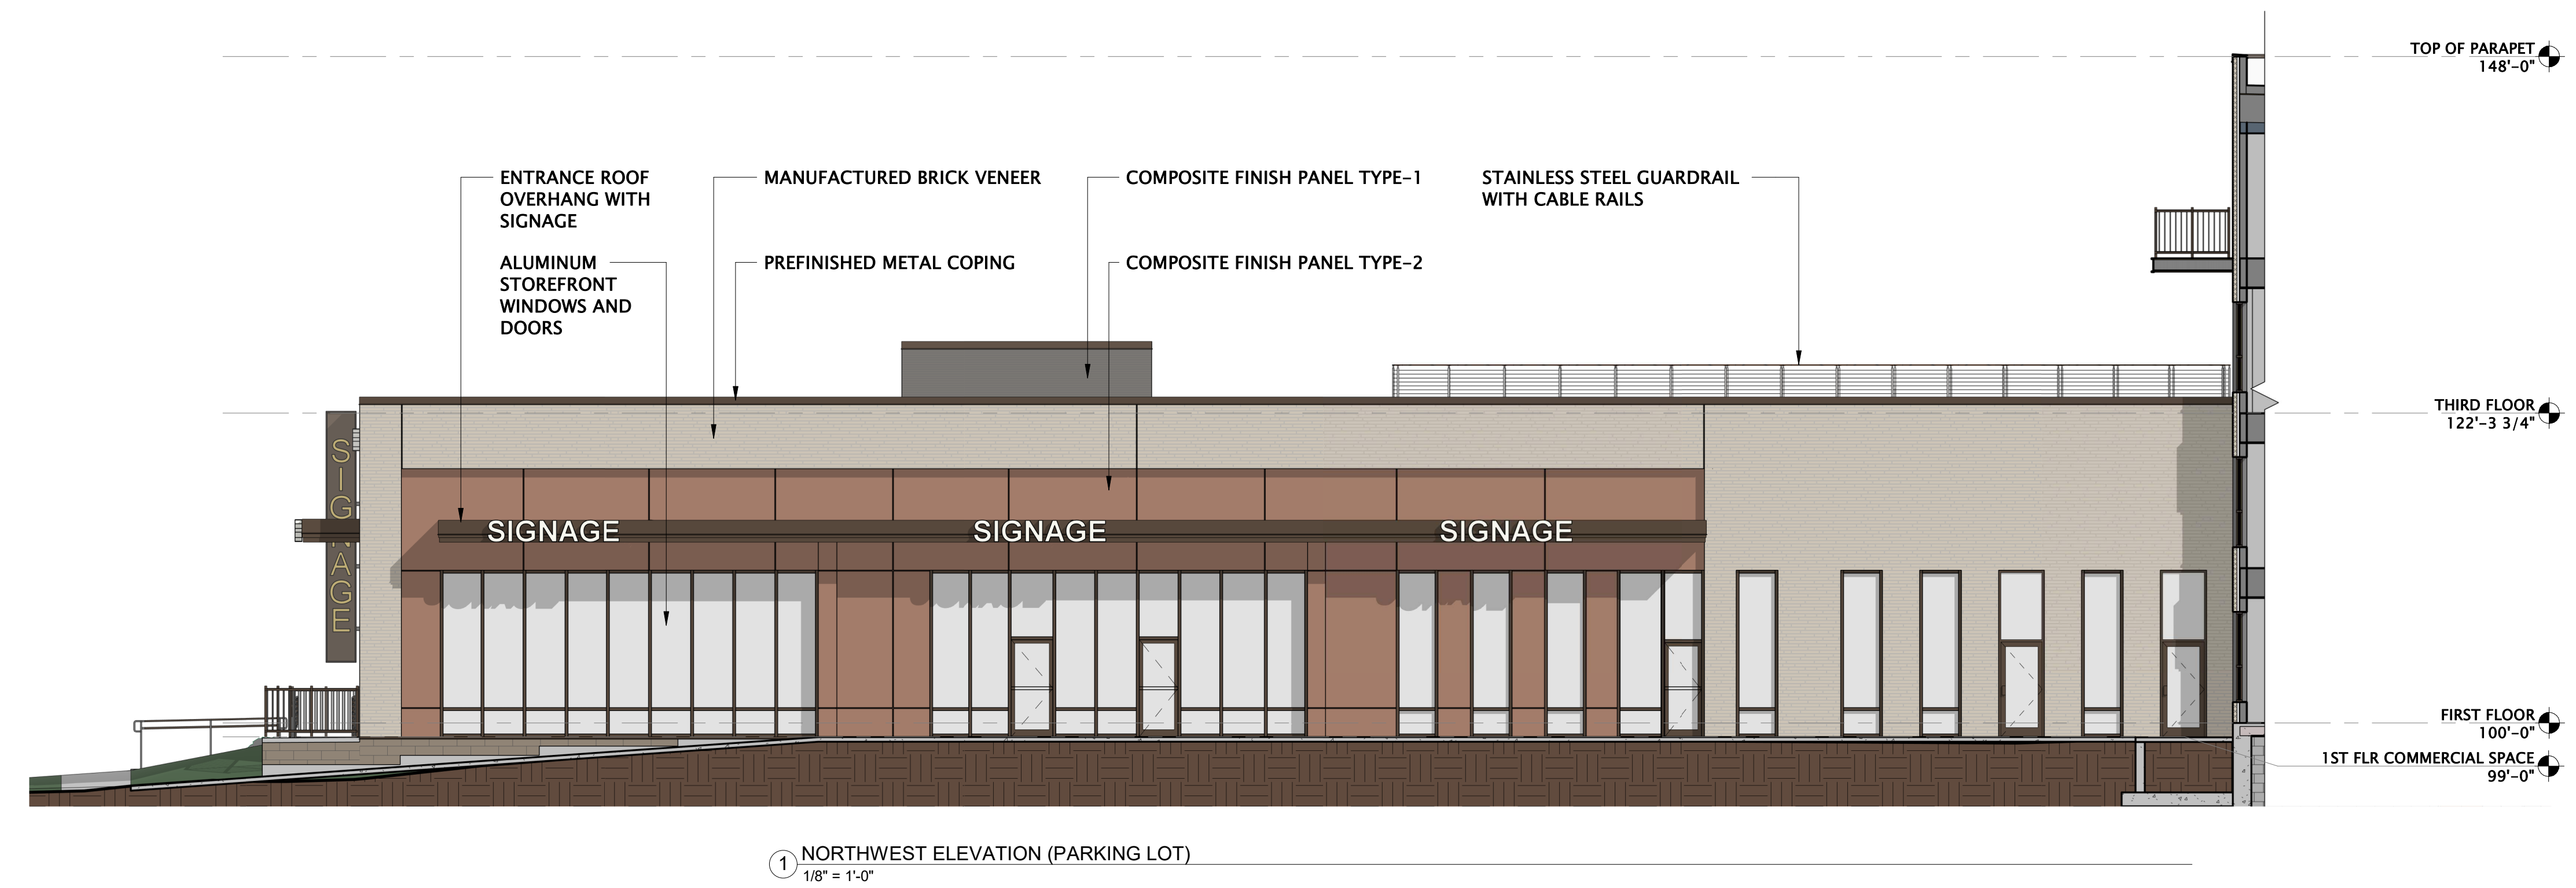 TOP OF PARAPET
148'-0"
ENTRANCE ROOF
OVERHANG WITH
SIGNAGE
MANUFACTURED BRICK VENEER
COMPOSITE FINISH PANEL TYPE-1
STAINLESS STEEL GUARDRAIL
WITH CABLE RAILS
ALUMINUM
STOREFRONT
WINDOWS AND
DOORS
PREFINISHED METAL COPING
COMPOSITE FINISH PANEL TYPE-2
THIRD FLOOR
122'-3 3/4"
SIGNAGE
SIGNAGE
SIGNAGE
SIGNAGE
FIRST FLOOR
100'-0"
1ST FLR COMMERCIAL SPACE
99'-0"
1 NORTHWEST ELEVATION (PARKING LOT)
1/8" = 1'-0"